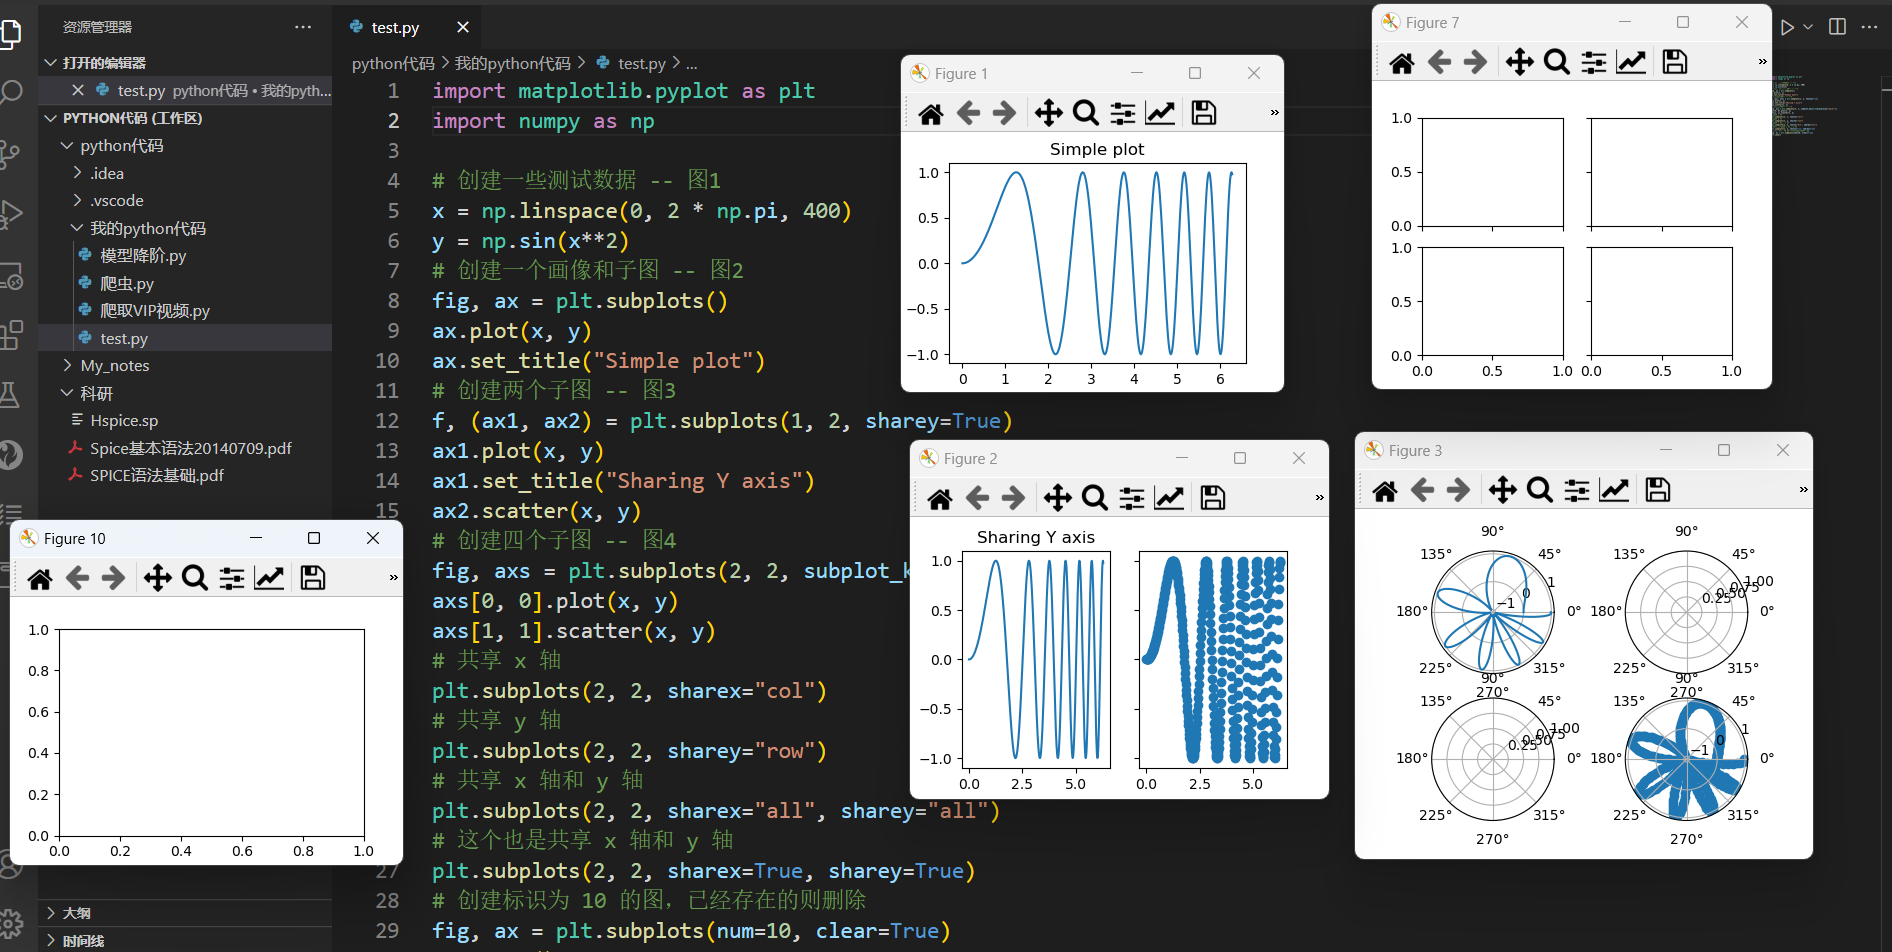 资源管理器
···
打开的编辑器
test.py python代码 • 我的pyth...
PYTHON代码 (工作区)
python代码
.idea
.vscode
我的python代码
模型降阶.py
爬虫.py
爬取VIP视频.py
test.py
My_notes
科研
Hspice.sp
Spice基本语法20140709.pdf
SPICE语法基础.pdf
大纲
时间线
test.py
python代码 > 我的python代码 > test.py > ...
1 import matplotlib.pyplot as plt
2 import numpy as np
3
4 # 创建一些测试数据 -- 图1
5 x = np.linspace(0, 2 * np.pi, 400)
6 y = np.sin(x**2)
7 # 创建一个画像和子图 -- 图2
8 fig, ax = plt.subplots()
9 ax.plot(x, y)
10 ax.set_title("Simple plot")
11 # 创建两个子图 -- 图3
12 f, (ax1, ax2) = plt.subplots(1, 2, sharey=True)
13 ax1.plot(x, y)
14 ax1.set_title("Sharing Y axis")
15 ax2.scatter(x, y)
# 创建四个子图 -- 图4
fig, axs = plt.subplots(2, 2, subplot_k
axs[0, 0].plot(x, y)
axs[1, 1].scatter(x, y)
# 共享 x 轴
plt.subplots(2, 2, sharex="col")
# 共享 y 轴
plt.subplots(2, 2, sharey="row")
# 共享 x 轴和 y 轴
plt.subplots(2, 2, sharex="all", sharey="all")
# 这个也是共享 x 轴和 y 轴
27 plt.subplots(2, 2, sharex=True, sharey=True)
28 # 创建标识为 10 的图，已经存在的则删除
29 fig, ax = plt.subplots(num=10, clear=True)
Figure 1
Simple plot
1.0
0.5
0.0
−0.5
−1.0
0 1 2 3 4 5 6
Figure 7
1.0
0.5
0.0
1.0
0.5
0.0
0.0 0.5 1.0 0.0 0.5 1.0
Figure 2
Sharing Y axis
1.0
0.5
0.0
−0.5
−1.0
0.0 2.5 5.0 0.0 2.5 5.0
Figure 3
90° 90°
135° 45° 135° 45°
1 1.00
0 0.75
−1 0.50
0.25
180° 0° 180° 0°
225° 315° 225° 315°
90°
270° 270°
135° 45° 135° 45°
1.00 1
0.75 0
0.50 −1
0.25
180° 0° 180° 0°
225° 315° 225° 315°
270° 270°
Figure 10
1.0
0.8
0.6
0.4
0.2
0.0
0.0 0.2 0.4 0.6 0.8 1.0